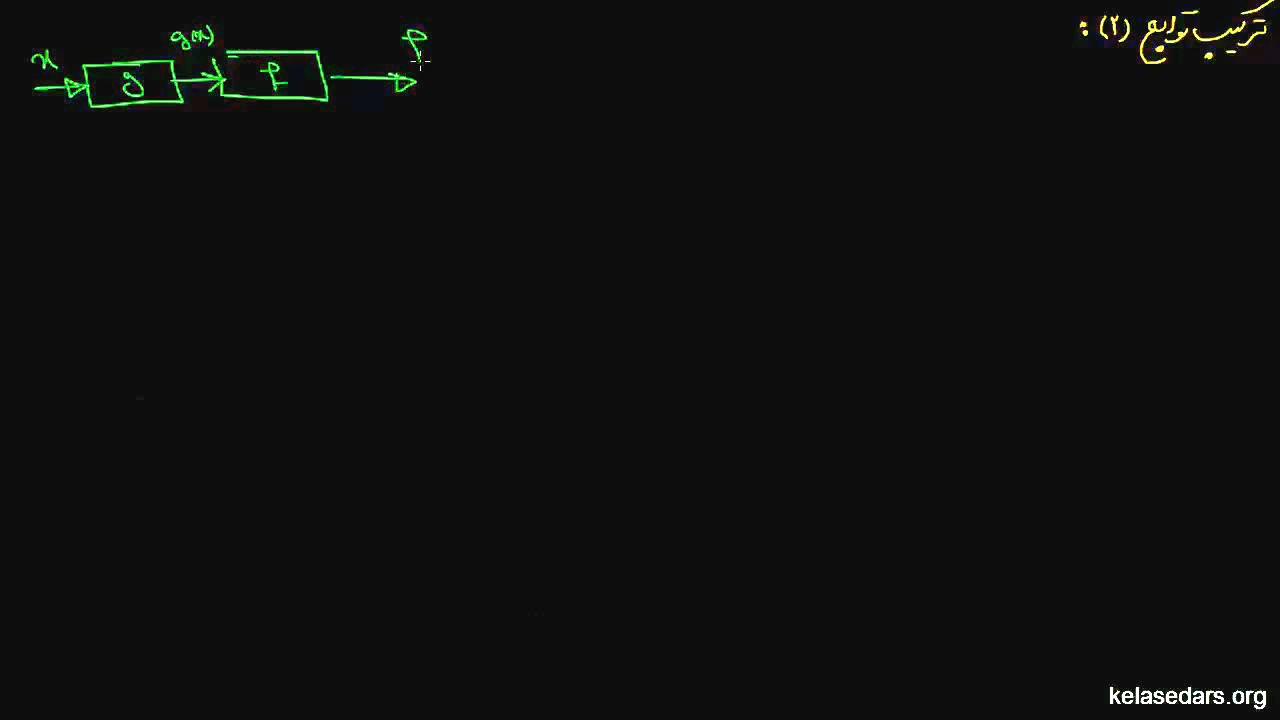 ترکیب توابع (۲) :
g(x) f
x g f
kelasedars.org